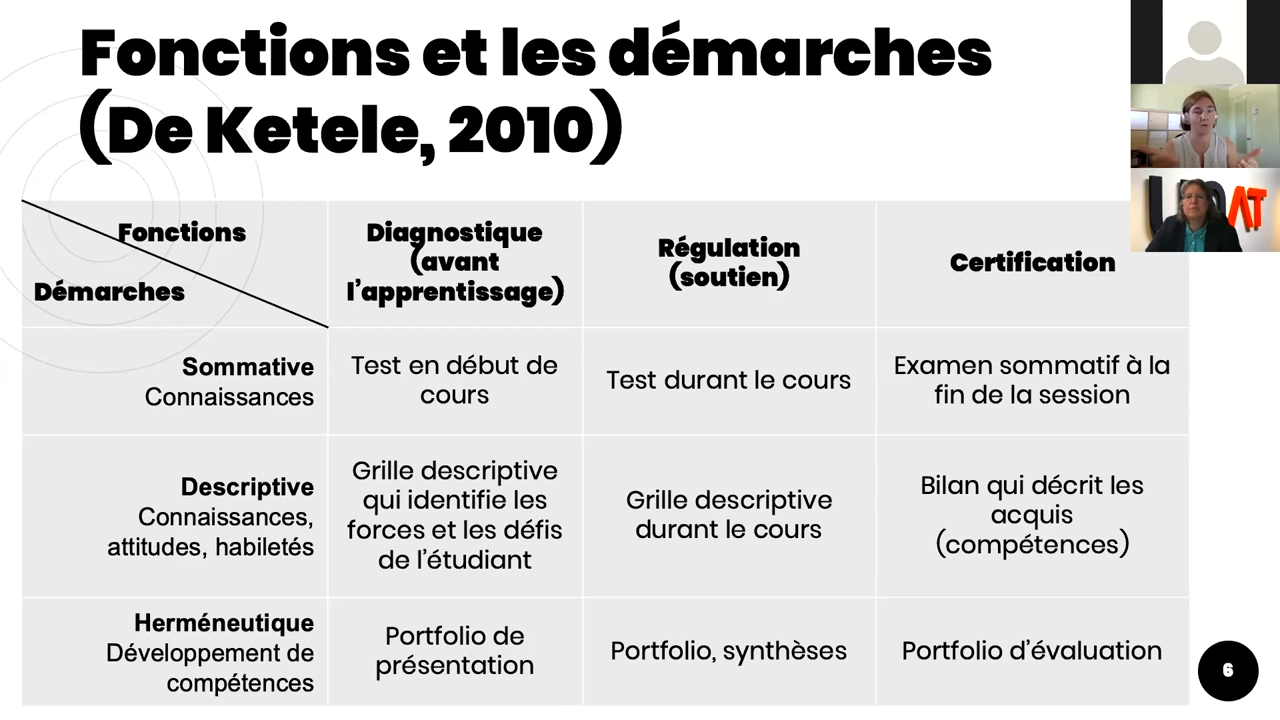 Fonctions et les démarches
(De Ketele, 2010)
Fonctions
Démarches
Diagnostique
(avant
l'apprentissage)
Régulation
(soutien)
Certification
Sommative
Connaissances
Test en début de
cours
Test durant le cours
Examen sommatif à la
fin de la session
Descriptive
Connaissances,
attitudes, habiletés
Grille descriptive
qui identifie les
forces et les défis
de l'étudiant
Grille descriptive
durant le cours
Bilan qui décrit les
acquis
(compétences)
Herméneutique
Développement de
compétences
Portfolio de
présentation
Portfolio, synthèses
Portfolio d'évaluation
6